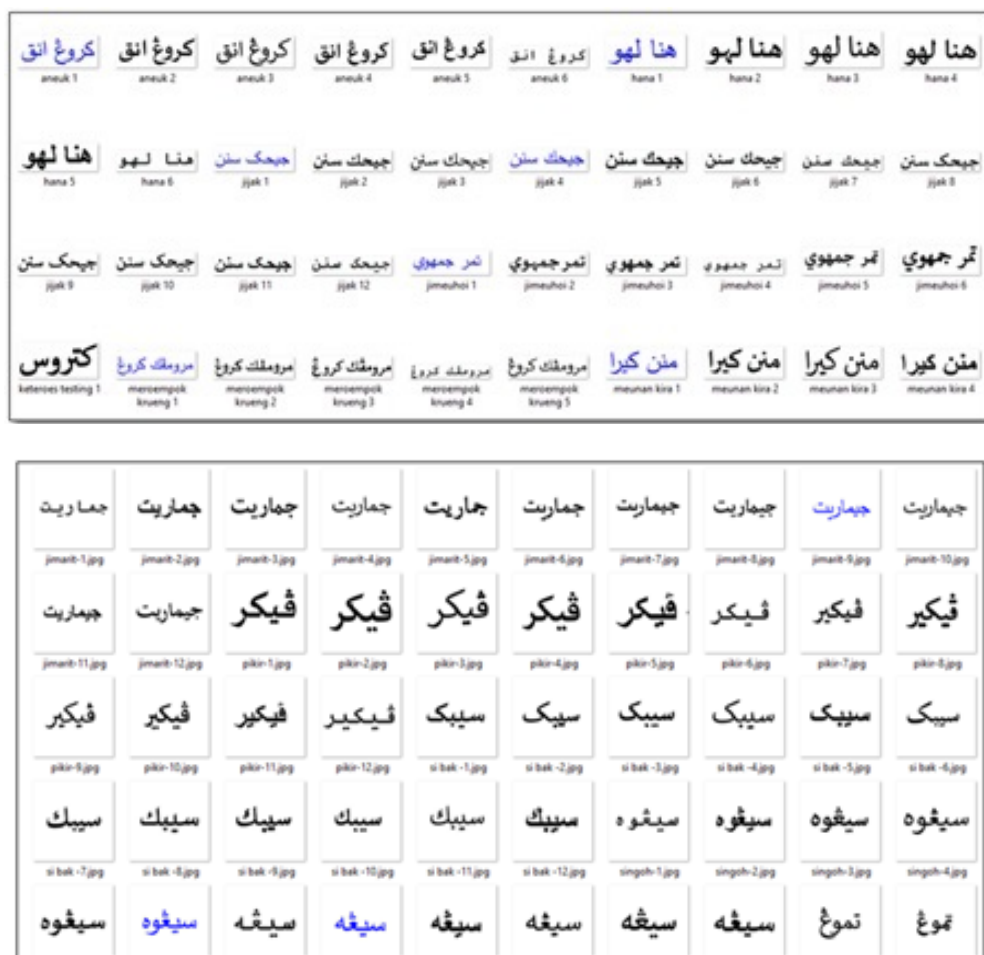 كروڠ انق كروڠ انق كروڠ انق كروڠ انق كروڠ انق كروڠ انق هنا لهو هنا لهو هنا لهو هنا لهو
aneuk 1 aneuk 2 aneuk 3 aneuk 4 aneuk 5 aneuk 6 hana 1 hana 2 hana 3 hana 4
هنا لهو هنا لهو جيحک سنن جيحك سنن جيحك سنن جيحك سنن جيحك سنن جيحك سنن جيحک سنن جيحک سنن
hana 5 hana 6 jijak 1 jijak 2 jijak 3 jijak 4 jijak 5 jijak 6 jijak 7 jijak 8
جيحک سنن جيحک سنن جيحک سنن جيحک سنن تمر جمهوي تمر جمهوي تمر جمهوي تمر جمهوي تمر جمهوي تمر جمهوي
jijak 9 jijak 10 jijak 11 jijak 12 jimeuhoi 1 jimeuhoi 2 jimeuhoi 3 jimeuhoi 4 jimeuhoi 5 jimeuhoi 6
كتروس مرومڤك كروڠ مرومڤك كروڠ مرومڤك كروڠ مرومڤك كروڠ مرومڤك كروڠ منن كيرا منن كيرا منن كيرا منن كيرا
keteroes testing 1 meroempok krueng 1 meroempok krueng 2 meroempok krueng 3 meroempok krueng 4 meroempok krueng 5 meunan kira 1 meunan kira 2 meunan kira 3 meunan kira 4
جماريت جماريت جماريت جماريت جماريت جماريت جيماريت جيماريت جيماريت جيماريت
jimarit-1.jpg jimarit-2.jpg jimarit-3.jpg jimarit-4.jpg jimarit-5.jpg jimarit-6.jpg jimarit-7.jpg jimarit-8.jpg jimarit-9.jpg jimarit-10.jpg
جيماريت جيماريت ڤيكر ڤيكر ڤيكر ڤيكر ڤيكر ڤيكر ڤيكير ڤيكير
jimarit-11.jpg jimarit-12.jpg pikir-1.jpg pikir-2.jpg pikir-3.jpg pikir-4.jpg pikir-5.jpg pikir-6.jpg pikir-7.jpg pikir-8.jpg
ڤيكير ڤيكير ڤيكير ڤيكير سيبک سيبک سيبک سيبک سيبک سيبک
pikir-9.jpg pikir-10.jpg pikir-11.jpg pikir-12.jpg si bak -1.jpg si bak -2.jpg si bak -3.jpg si bak -4.jpg si bak -5.jpg si bak -6.jpg
سيبك سيبك سيبك سيبك سيبك سيبك سيڠوه سيڠوه سيڠوه سيڠوه
si bak -7.jpg si bak -8.jpg si bak -9.jpg si bak -10.jpg si bak -11.jpg si bak -12.jpg singoh-1.jpg singoh-2.jpg singoh-3.jpg singoh-4.jpg
سيڠوه سيڠوه سيڠه سيڠه سيڠه سيڠه سيڠه سيڠه تموڠ تموڠ